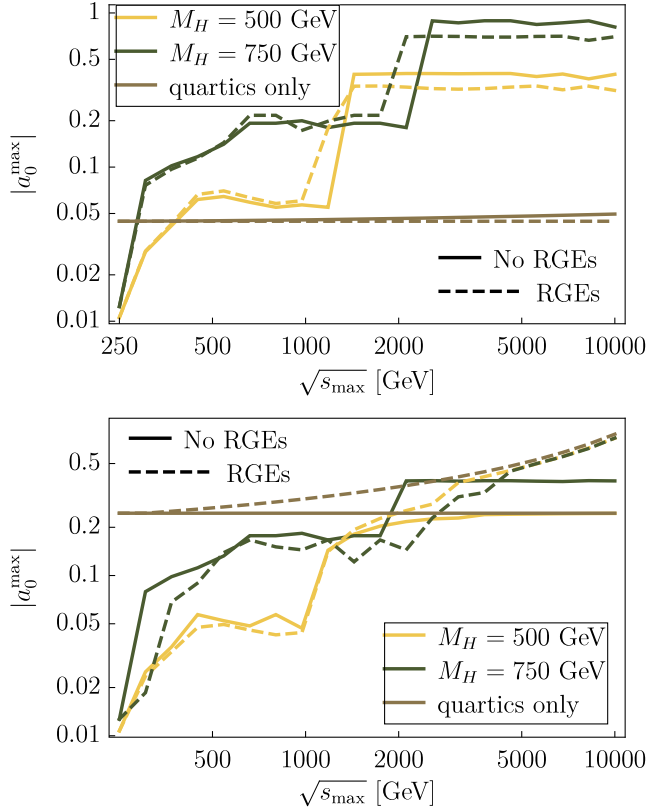 M_H = 500 GeV
M_H = 750 GeV
quartics only
1
0.5
0.2
0.1
0.05
0.02
0.01
|a_0^max|
No RGEs
RGEs
250 500 1000 2000 5000 10000
√s_max [GeV]
No RGEs
RGEs
0.5
0.2
0.1
0.05
0.02
0.01
|a_0^max|
M_H = 500 GeV
M_H = 750 GeV
quartics only
500 1000 2000 5000 10000
√s_max [GeV]